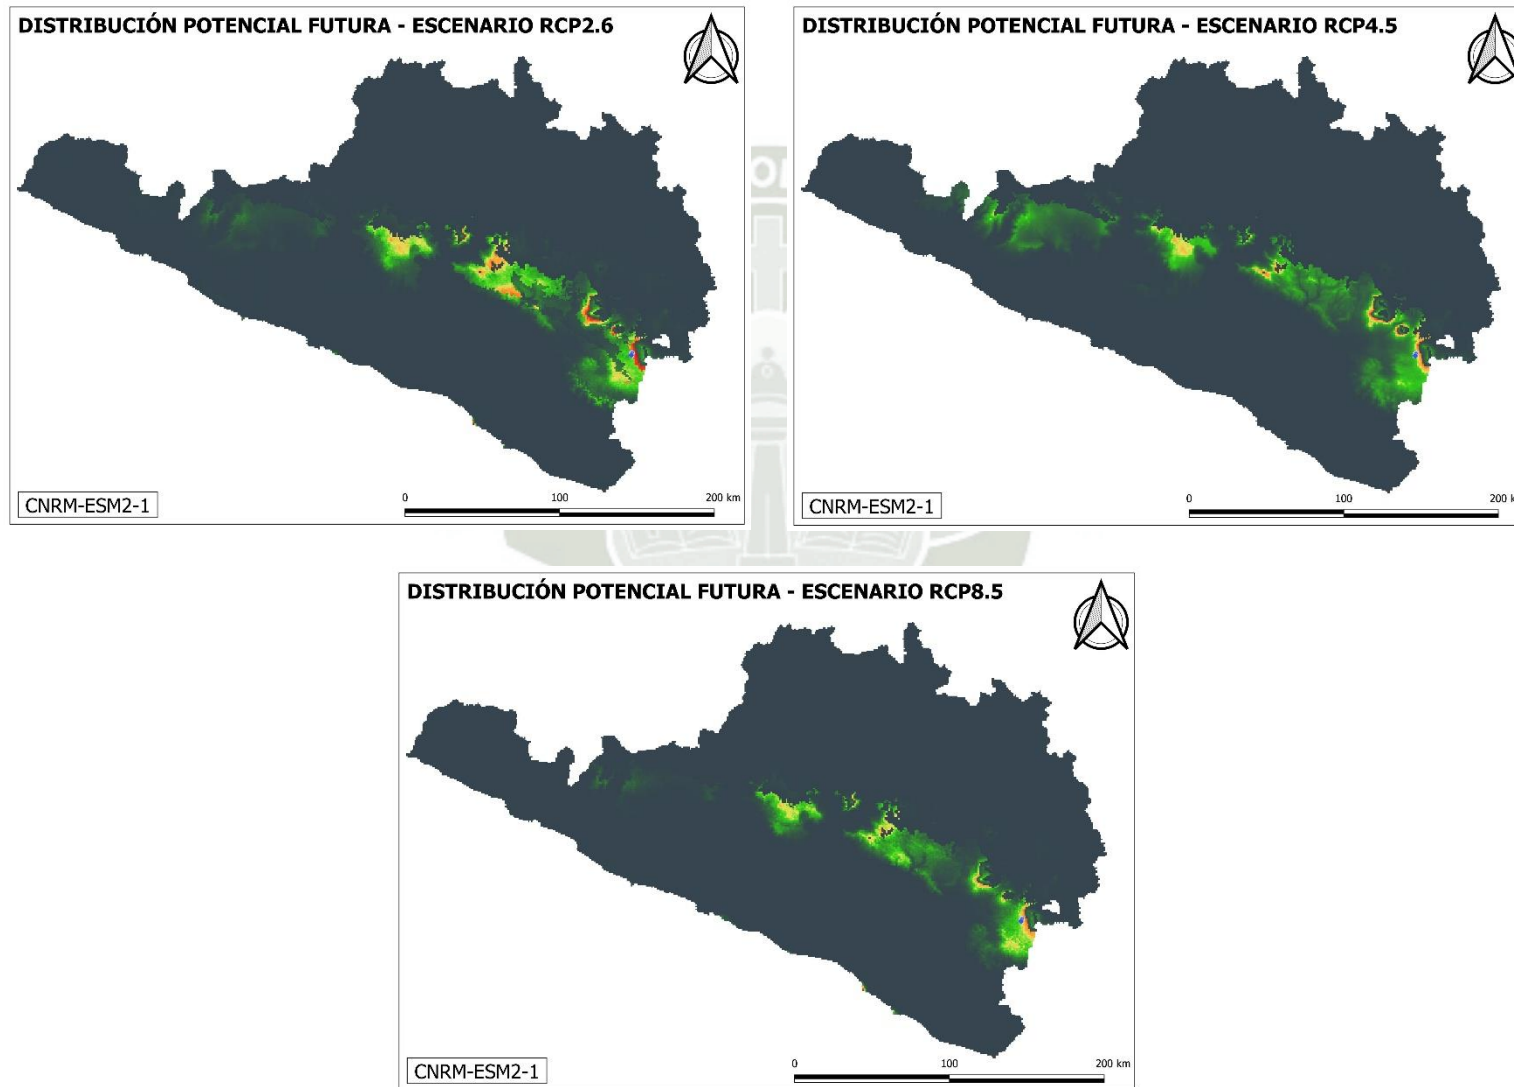 DISTRIBUCIÓN POTENCIAL FUTURA - ESCENARIO RCP2.6
0 100 200 km
CNRM-ESM2-1
DISTRIBUCIÓN POTENCIAL FUTURA - ESCENARIO RCP4.5
0 100 200 k
CNRM-ESM2-1
DISTRIBUCIÓN POTENCIAL FUTURA - ESCENARIO RCP8.5
0 100 200 km
CNRM-ESM2-1